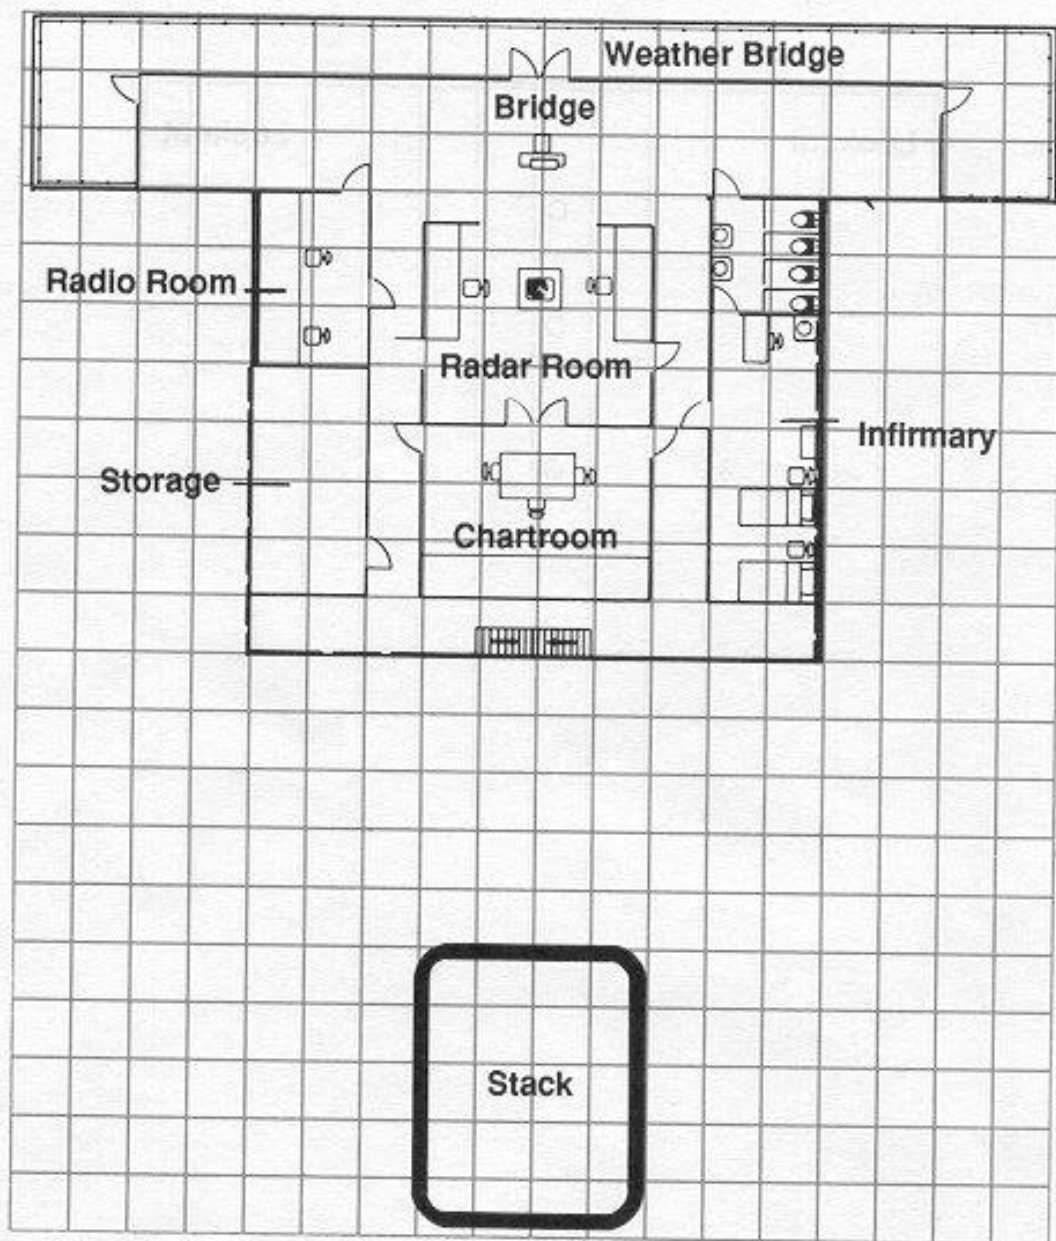 Weather Bridge
Bridge
Radio Room
Radar Room
Infirmary
Storage
Chartroom
Stack